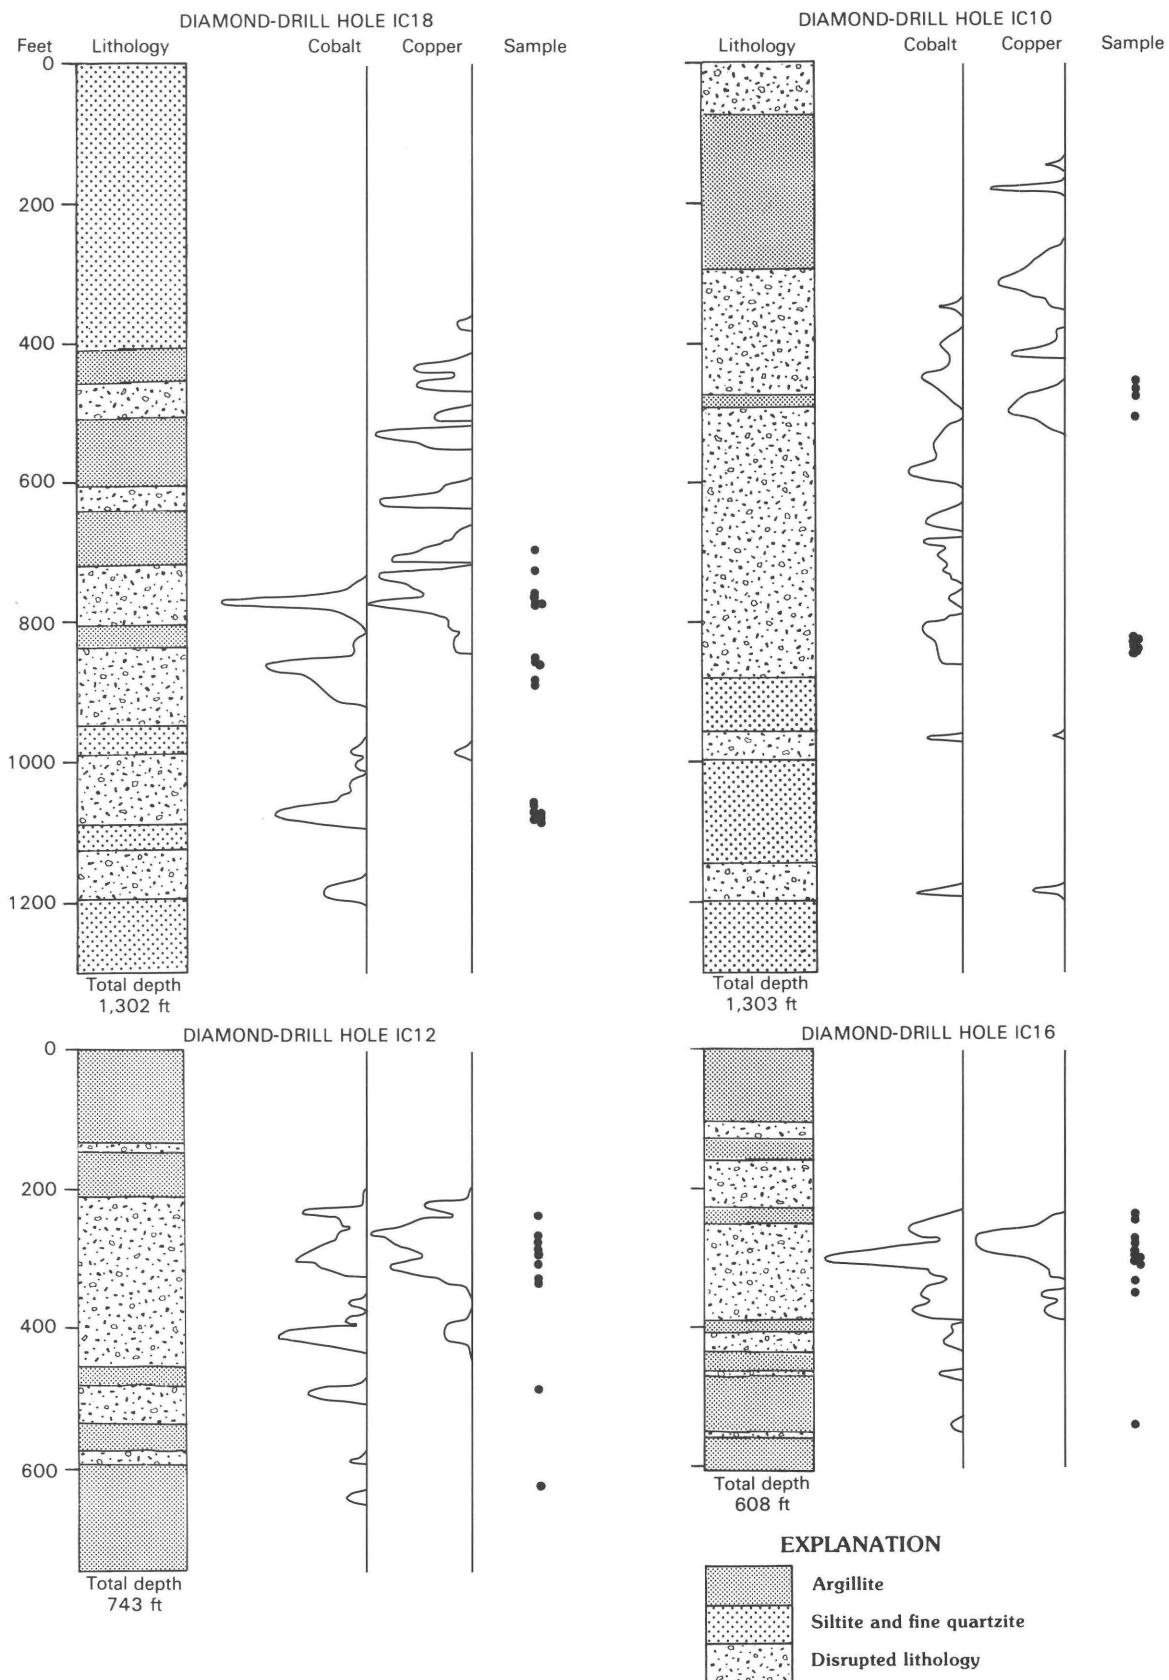 DIAMOND-DRILL HOLE IC18
Feet Lithology Cobalt Copper Sample
0
200
400
600
800
1000
1200
Total depth
1,302 ft
DIAMOND-DRILL HOLE IC10
Lithology Cobalt Copper Sample
Total depth
1,303 ft
DIAMOND-DRILL HOLE IC12
0
200
400
600
Total depth
743 ft
DIAMOND-DRILL HOLE IC16
Total depth
608 ft
EXPLANATION
Argillite
Siltite and fine quartzite
Disrupted lithology